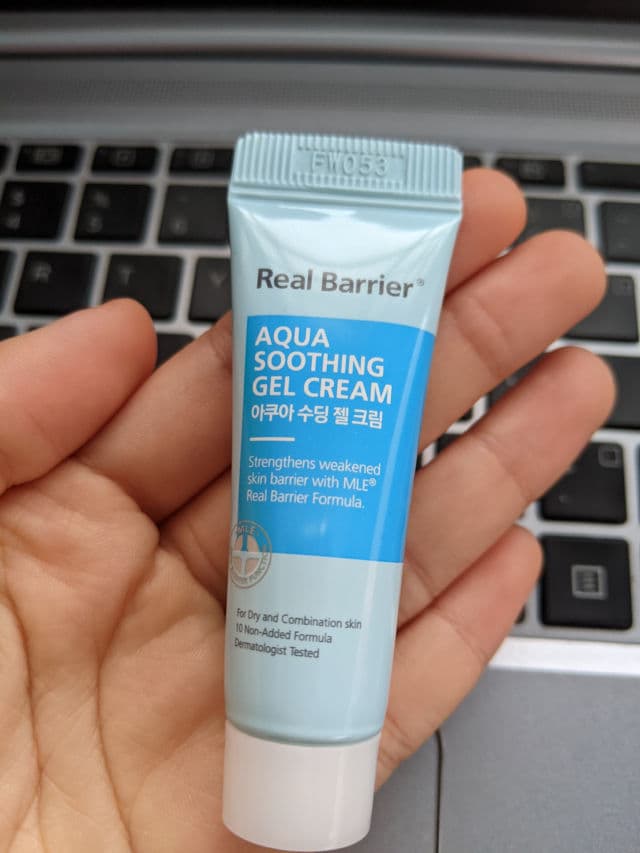 FW053
Real Barrier®
AQUA
SOOTHING
GEL CREAM
아쿠아 수딩 젤 크림
Strengthens weakened
skin barrier with MLE®
Real Barrier Formula.
MLE
For Dry and Combination skin
10 Non-Added Formula
Dermatologist Tested
R
Y